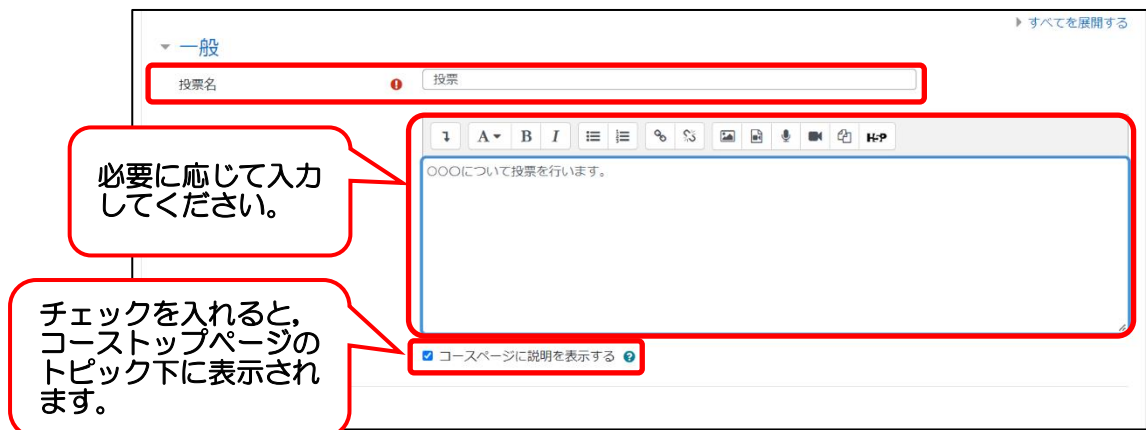 すべてを展開する
一般
投票名
投票
A B I H-P
必要に応じて入力
してください。
〇〇〇について投票を行います。
チェックを入れると,
コーストップページの
トピック下に表示され
ます。
コースページに説明を表示する